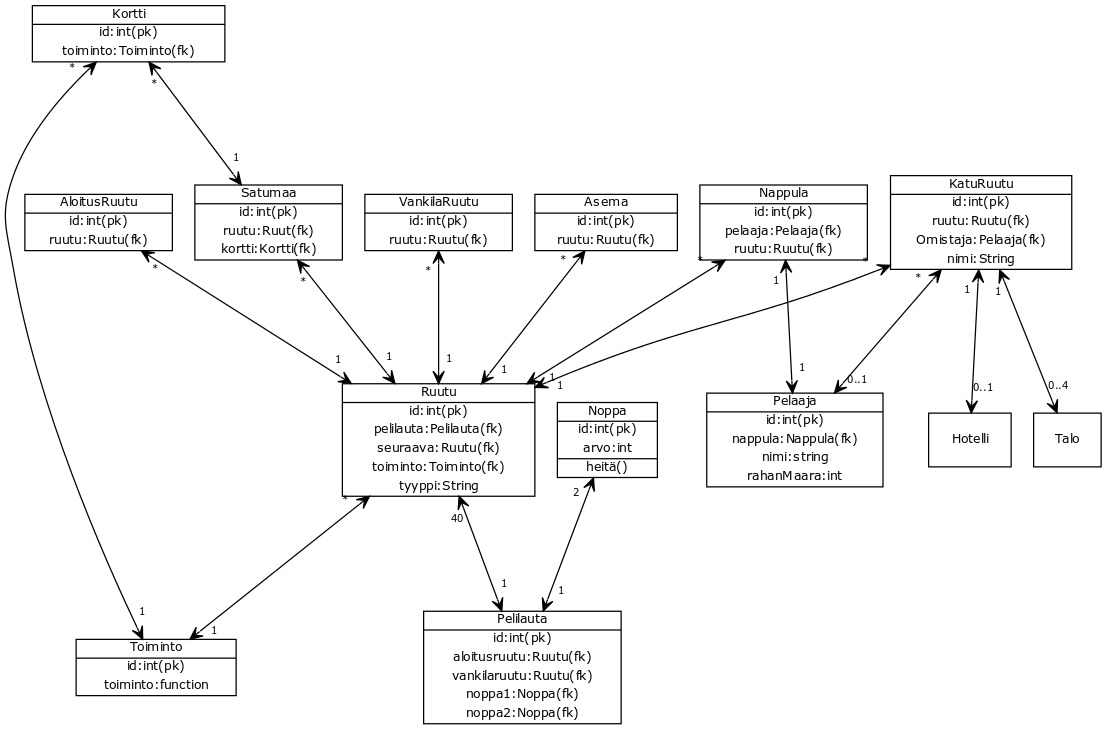 Kortti
id:int(pk)
toiminto:Toiminto(fk)
*
*
1
AloitusRuutu
id:int(pk)
ruutu:Ruutu(fk)
*
Satumaa
id:int(pk)
ruutu:Ruut(fk)
kortti:Kortti(fk)
*
VankilaRuutu
id:int(pk)
ruutu:Ruutu(fk)
*
Asema
id:int(pk)
ruutu:Ruutu(fk)
*
Nappula
id:int(pk)
pelaaja:Pelaaja(fk)
ruutu:Ruutu(fk)
*
1
KatuRuutu
id:int(pk)
ruutu:Ruutu(fk)
Omistaja:Pelaaja(fk)
nimi:String
*
*
1
1
1
1
1
1
1
1
1
0..1
0..1
0..4
Ruutu
id:int(pk)
pelilauta:Pelilauta(fk)
seuraava:Ruutu(fk)
toiminto:Toiminto(fk)
tyyppi:String
*
40
Noppa
id:int(pk)
arvo:int
heitä()
2
Pelaaja
id:int(pk)
nappula:Nappula(fk)
nimi:string
rahanMaara:int
Hotelli
Talo
1
1
1
1
Toiminto
id:int(pk)
toiminto:function
Pelilauta
id:int(pk)
aloitusruutu:Ruutu(fk)
vankilaruutu:Ruutu(fk)
noppa1:Noppa(fk)
noppa2:Noppa(fk)